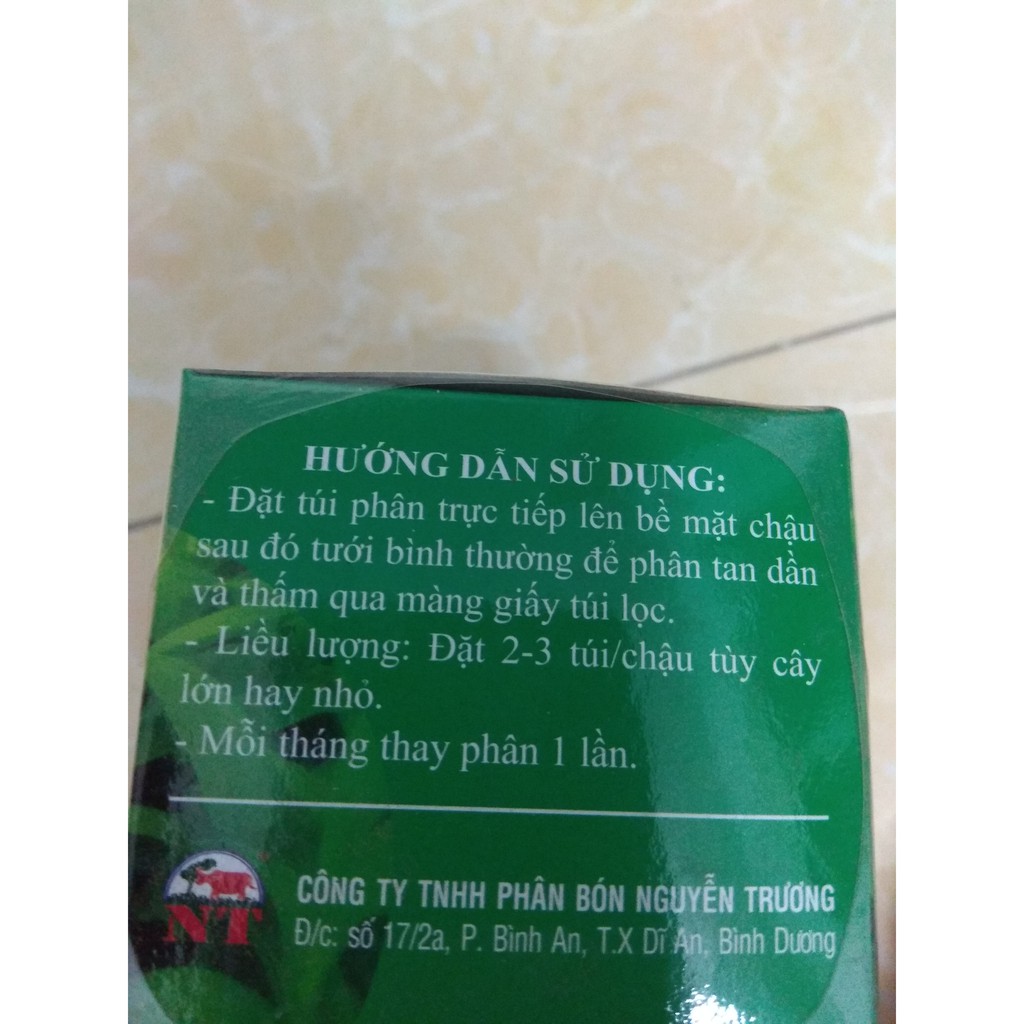 HƯỚNG DẪN SỬ DỤNG:
- Đặt túi phân trực tiếp lên bề mặt chậu
sau đó tưới bình thường để phân tan dần
và thấm qua màng giấy túi lọc.
- Liều lượng: Đặt 2-3 túi/chậu tùy cây
lớn hay nhỏ.
- Mỗi tháng thay phân 1 lần.
NT
CÔNG TY TNHH PHÂN BÓN NGUYỄN TRƯƠNG
Đ/c: số 17/2a, P. Bình An, T.X Dĩ An, Bình Dương